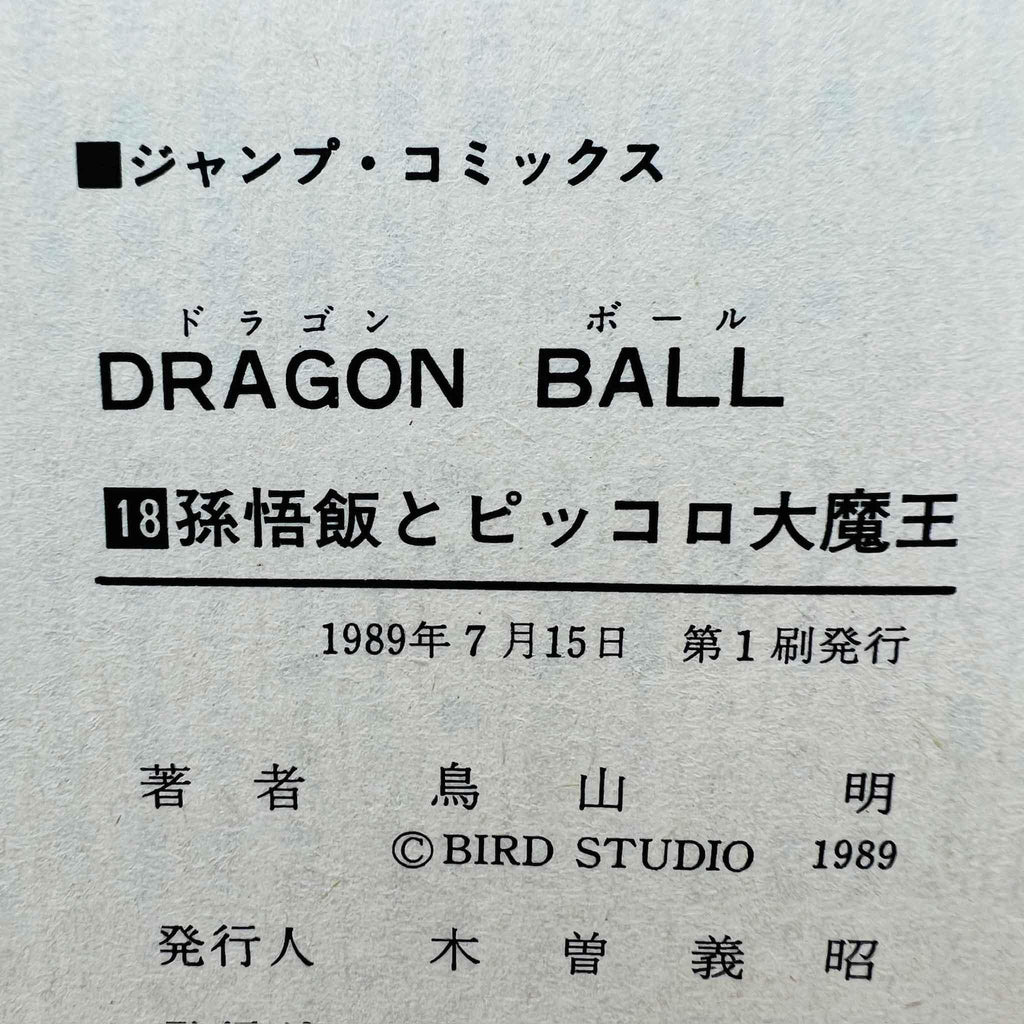 ■ジャンプ・コミックス
ドラゴン ボール
DRAGON BALL
18孫悟飯とピッコロ大魔王
1989年7月15日 第1刷発行
著者 鳥山 明
©BIRD STUDIO 1989
発行人 木曽義昭